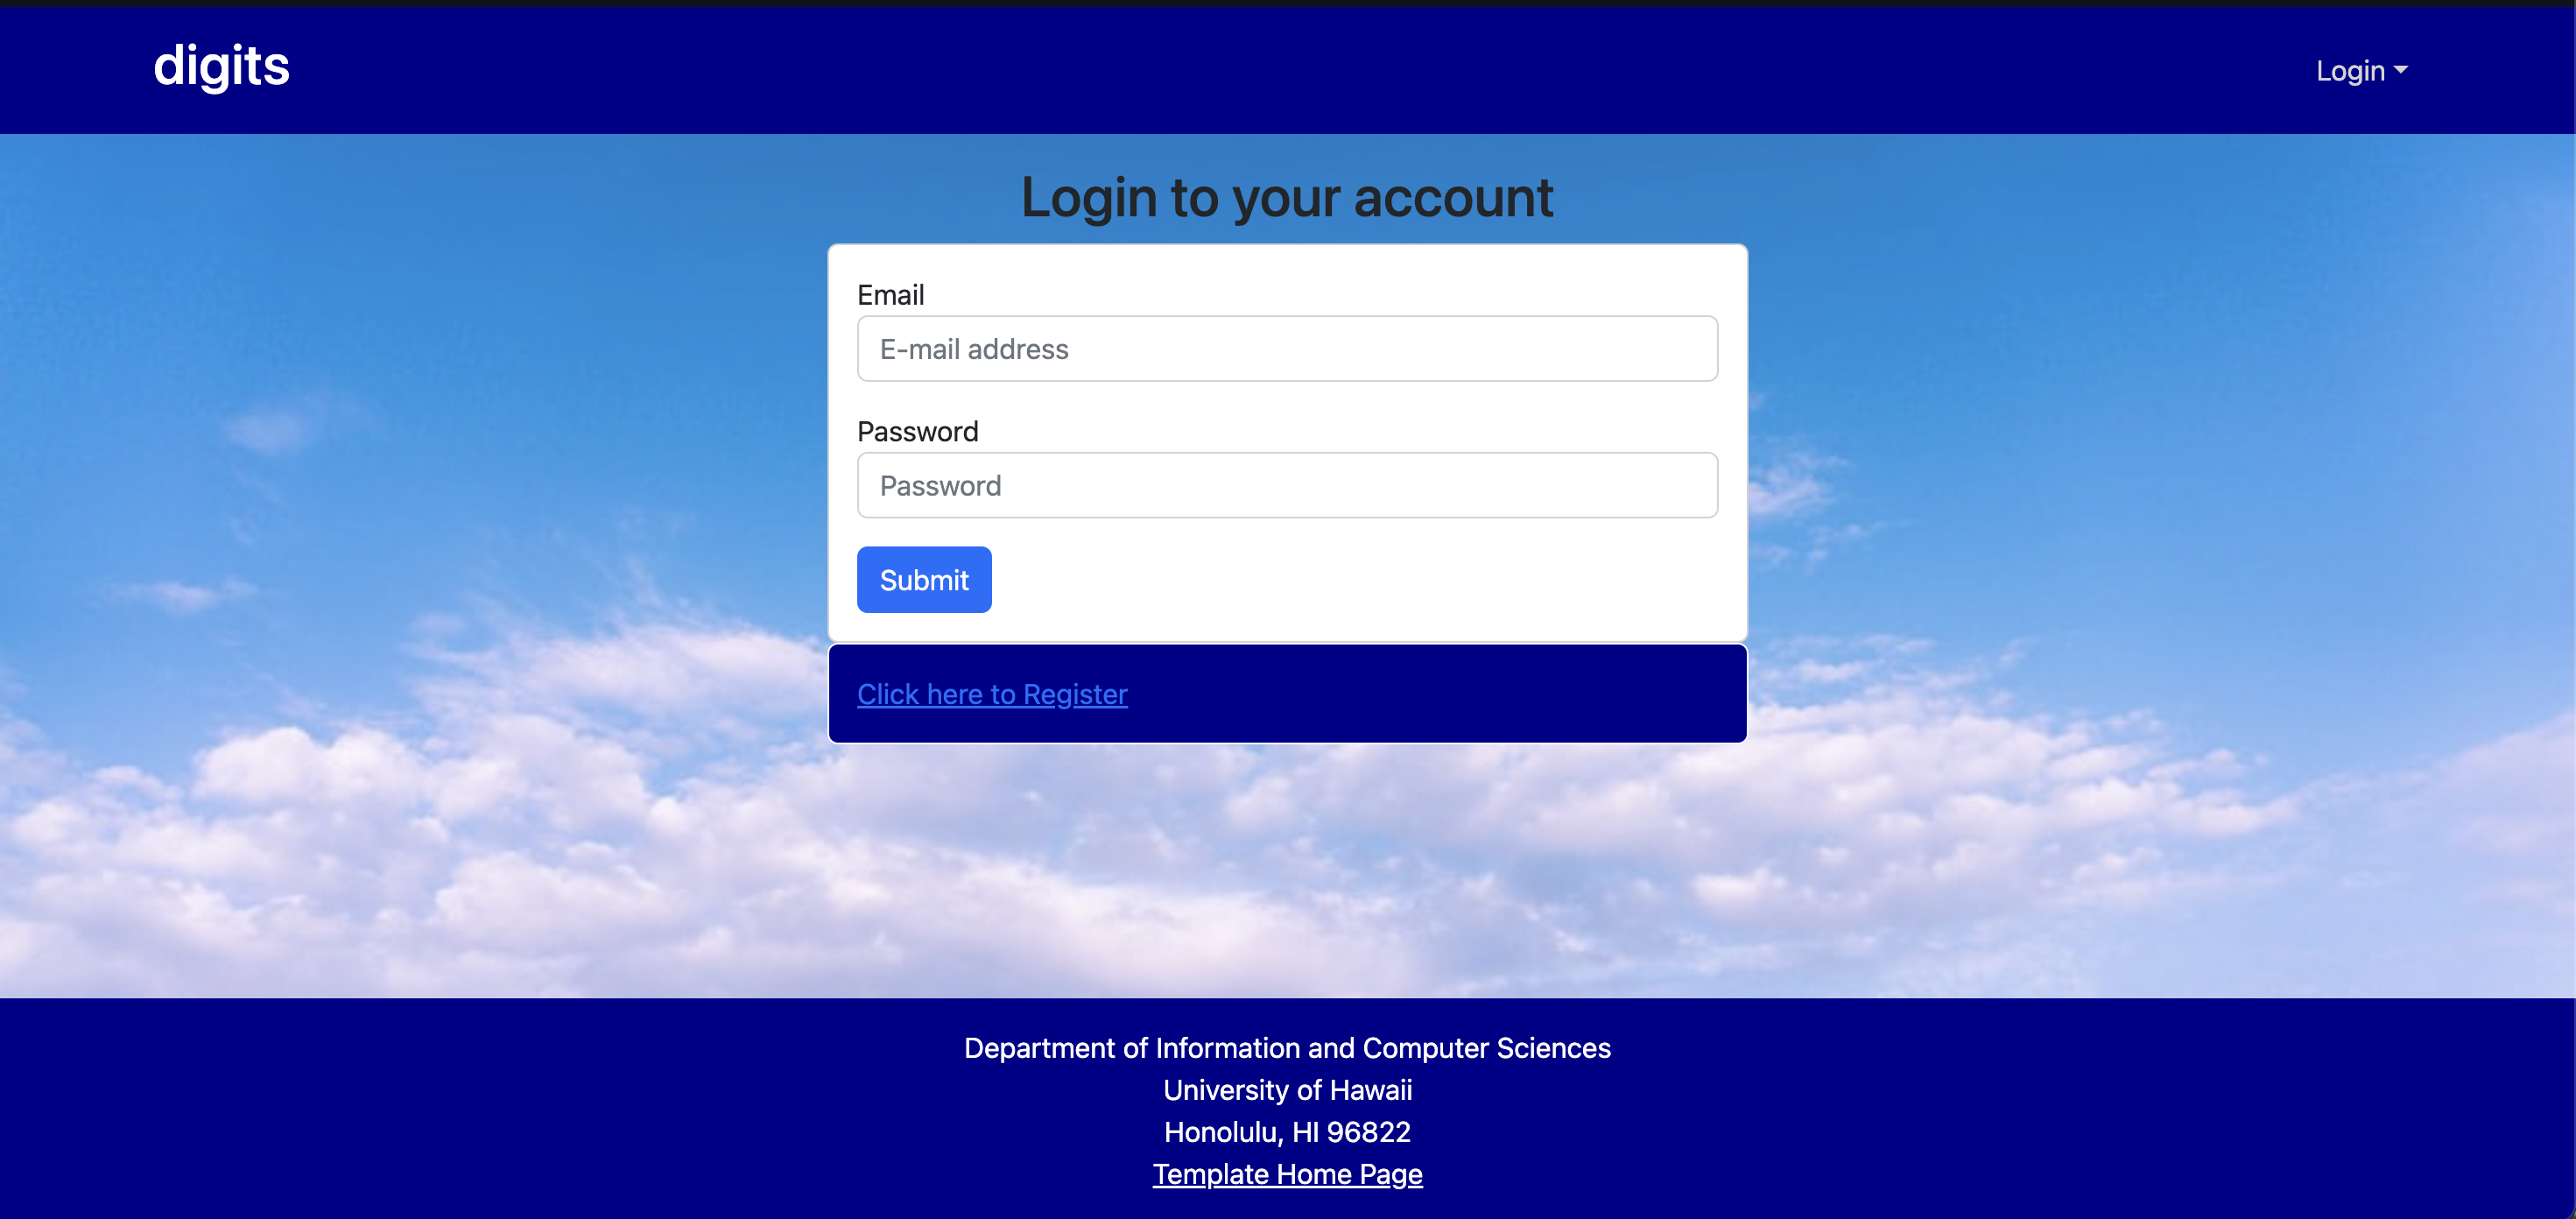 digits
Login
Login to your account
Email
E-mail address
Password
Password
Submit
Click here to Register
Department of Information and Computer Sciences
University of Hawaii
Honolulu, HI 96822
Template Home Page